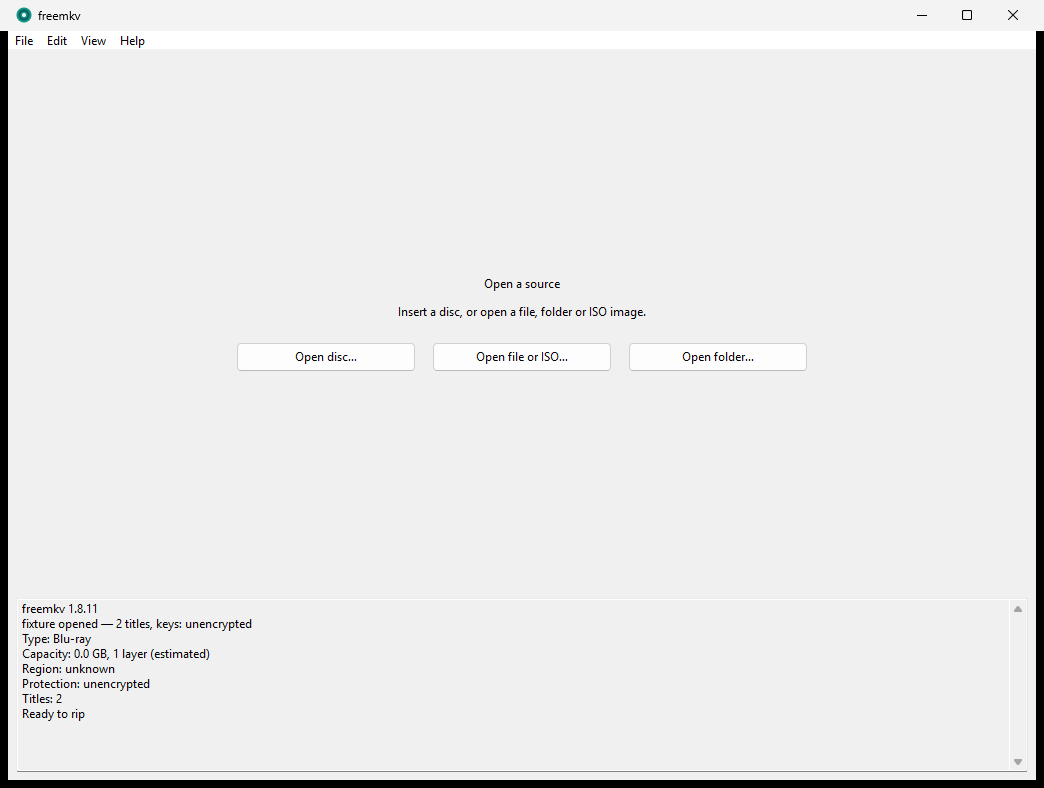 freemkv
File Edit View Help
Open a source
Insert a disc, or open a file, folder or ISO image.
Open disc... Open file or ISO... Open folder...
freemkv 1.8.11
fixture opened — 2 titles, keys: unencrypted
Type: Blu-ray
Capacity: 0.0 GB, 1 layer (estimated)
Region: unknown
Protection: unencrypted
Titles: 2
Ready to rip